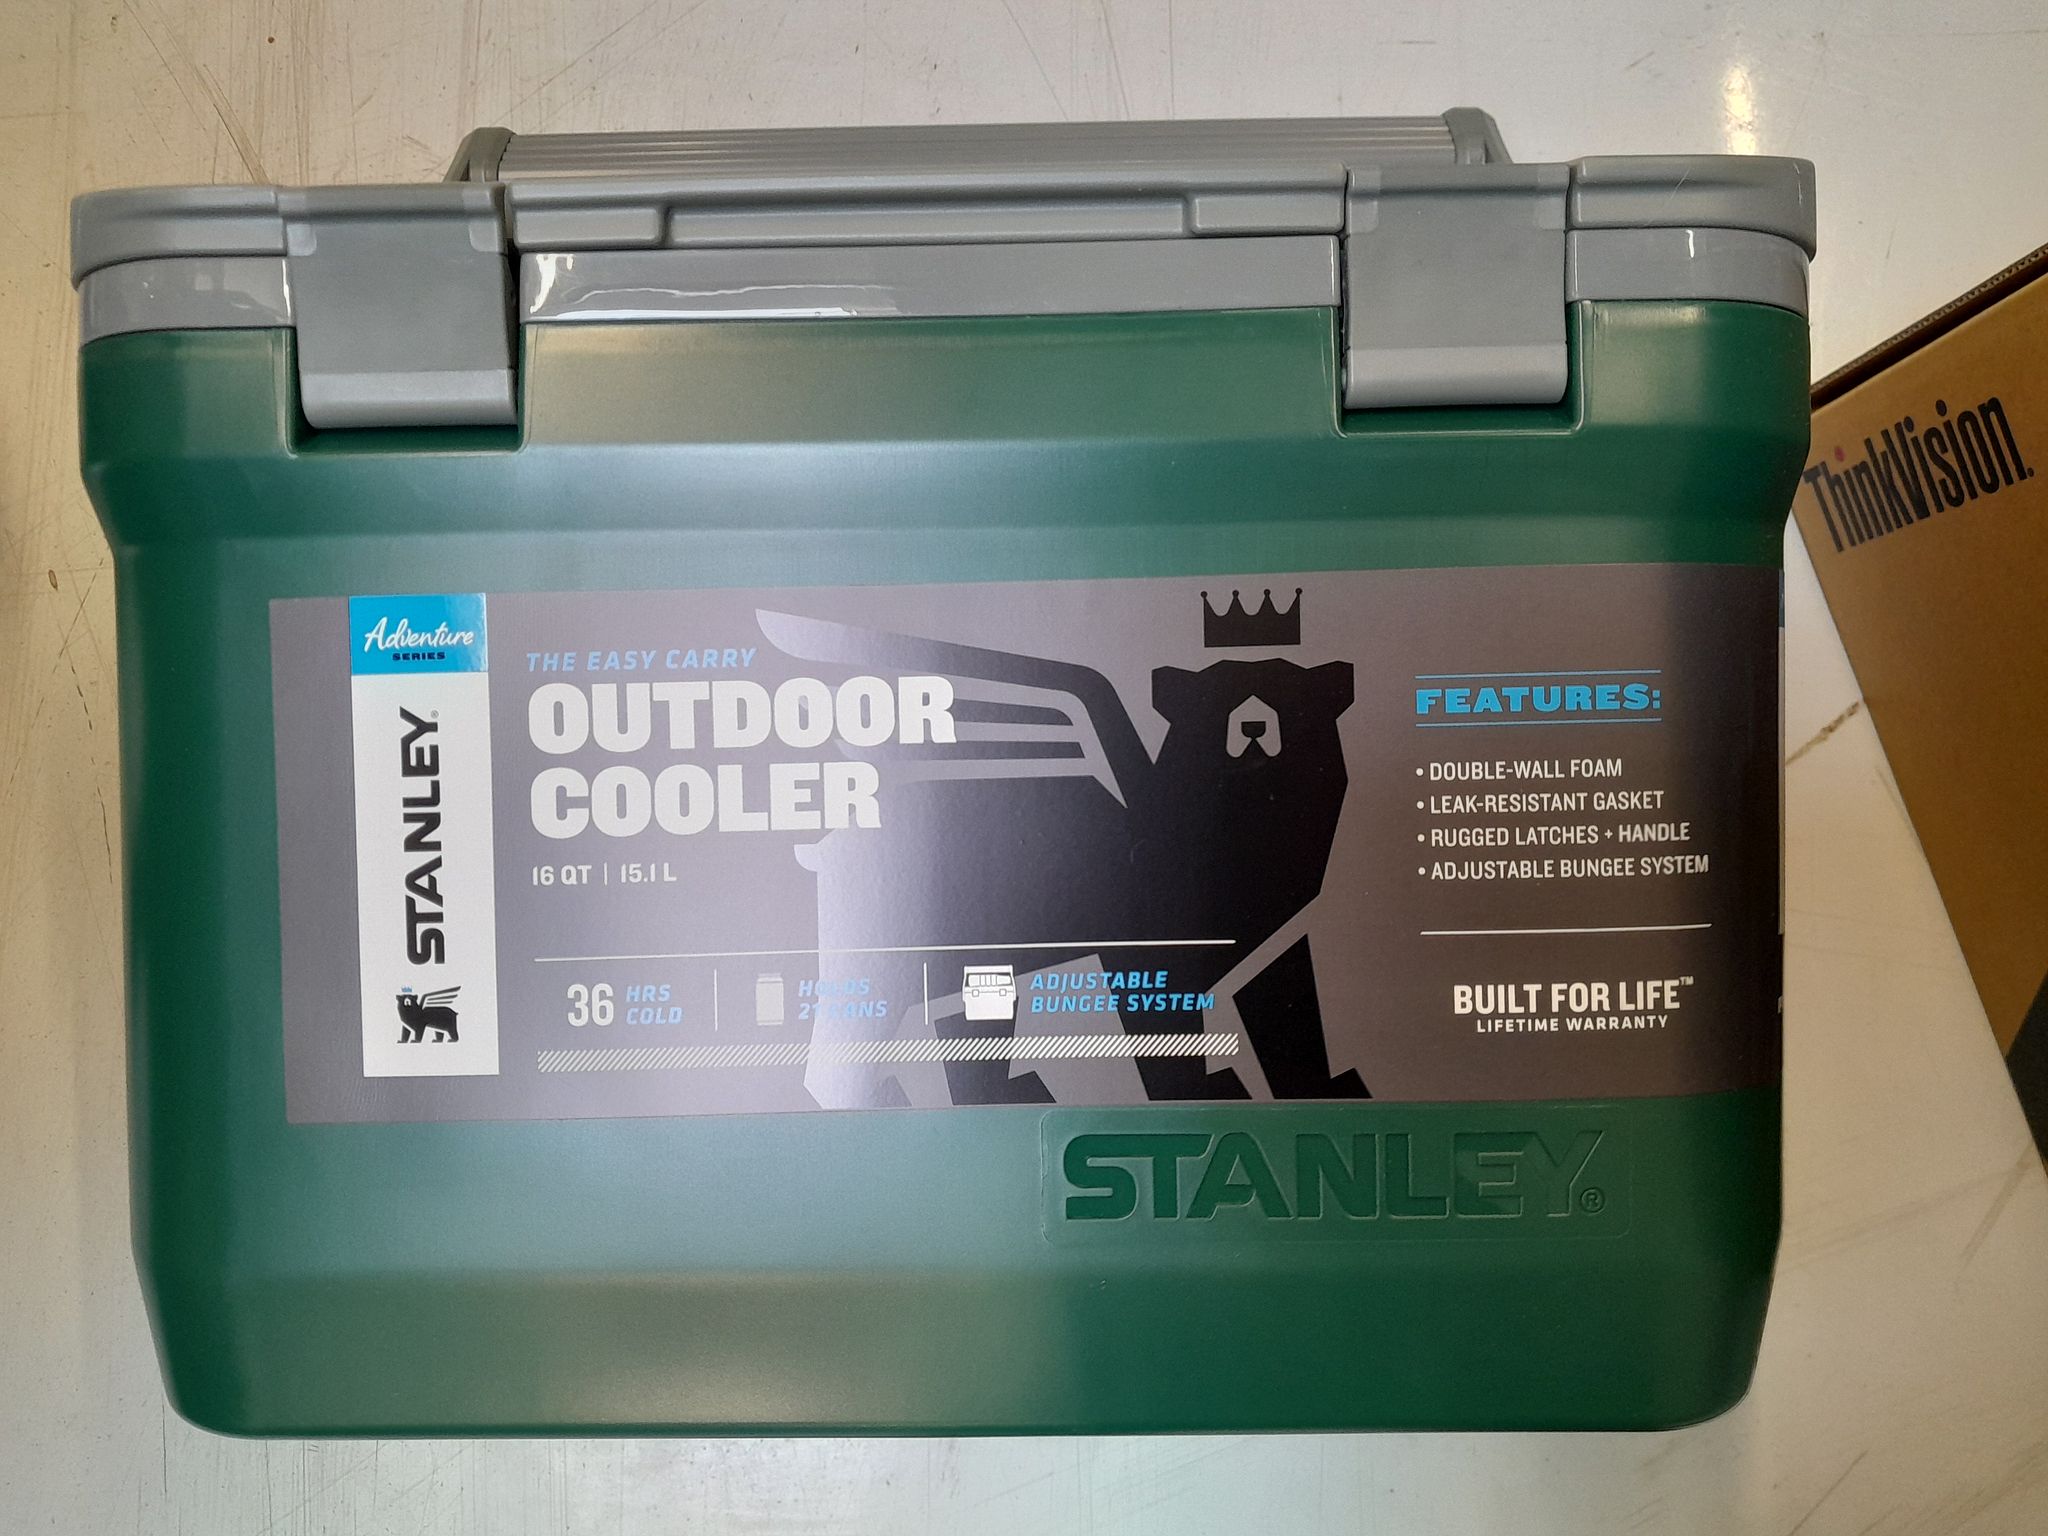 ThinkVision.
Adventure
SERIES
STANLEY®
THE EASY CARRY
OUTDOOR
COOLER
16 QT | 15.1 L
36 HRS
COLD
HOLDS
21 CANS
ADJUSTABLE
BUNGEE SYSTEM
FEATURES:
• DOUBLE-WALL FOAM
• LEAK-RESISTANT GASKET
• RUGGED LATCHES + HANDLE
• ADJUSTABLE BUNGEE SYSTEM
BUILT FOR LIFE™
LIFETIME WARRANTY
STANLEY®